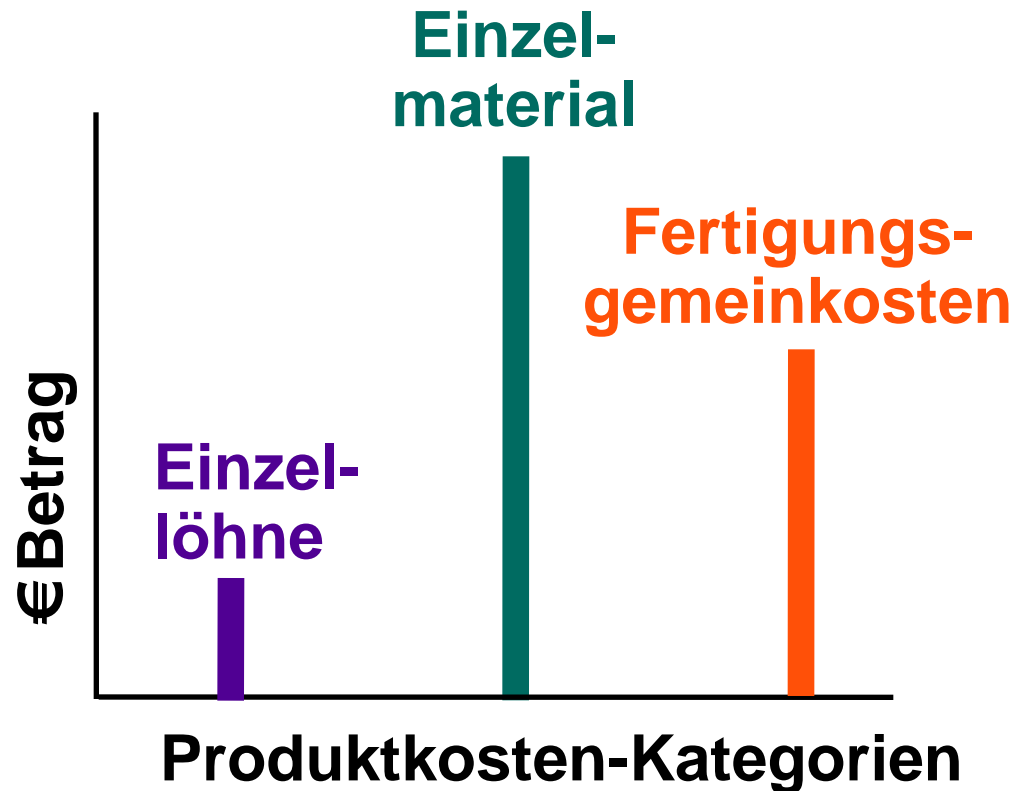 Einzel-
material
Fertigungs-
gemeinkosten
Einzel-
löhne
€Betrag
Produktkosten-Kategorien